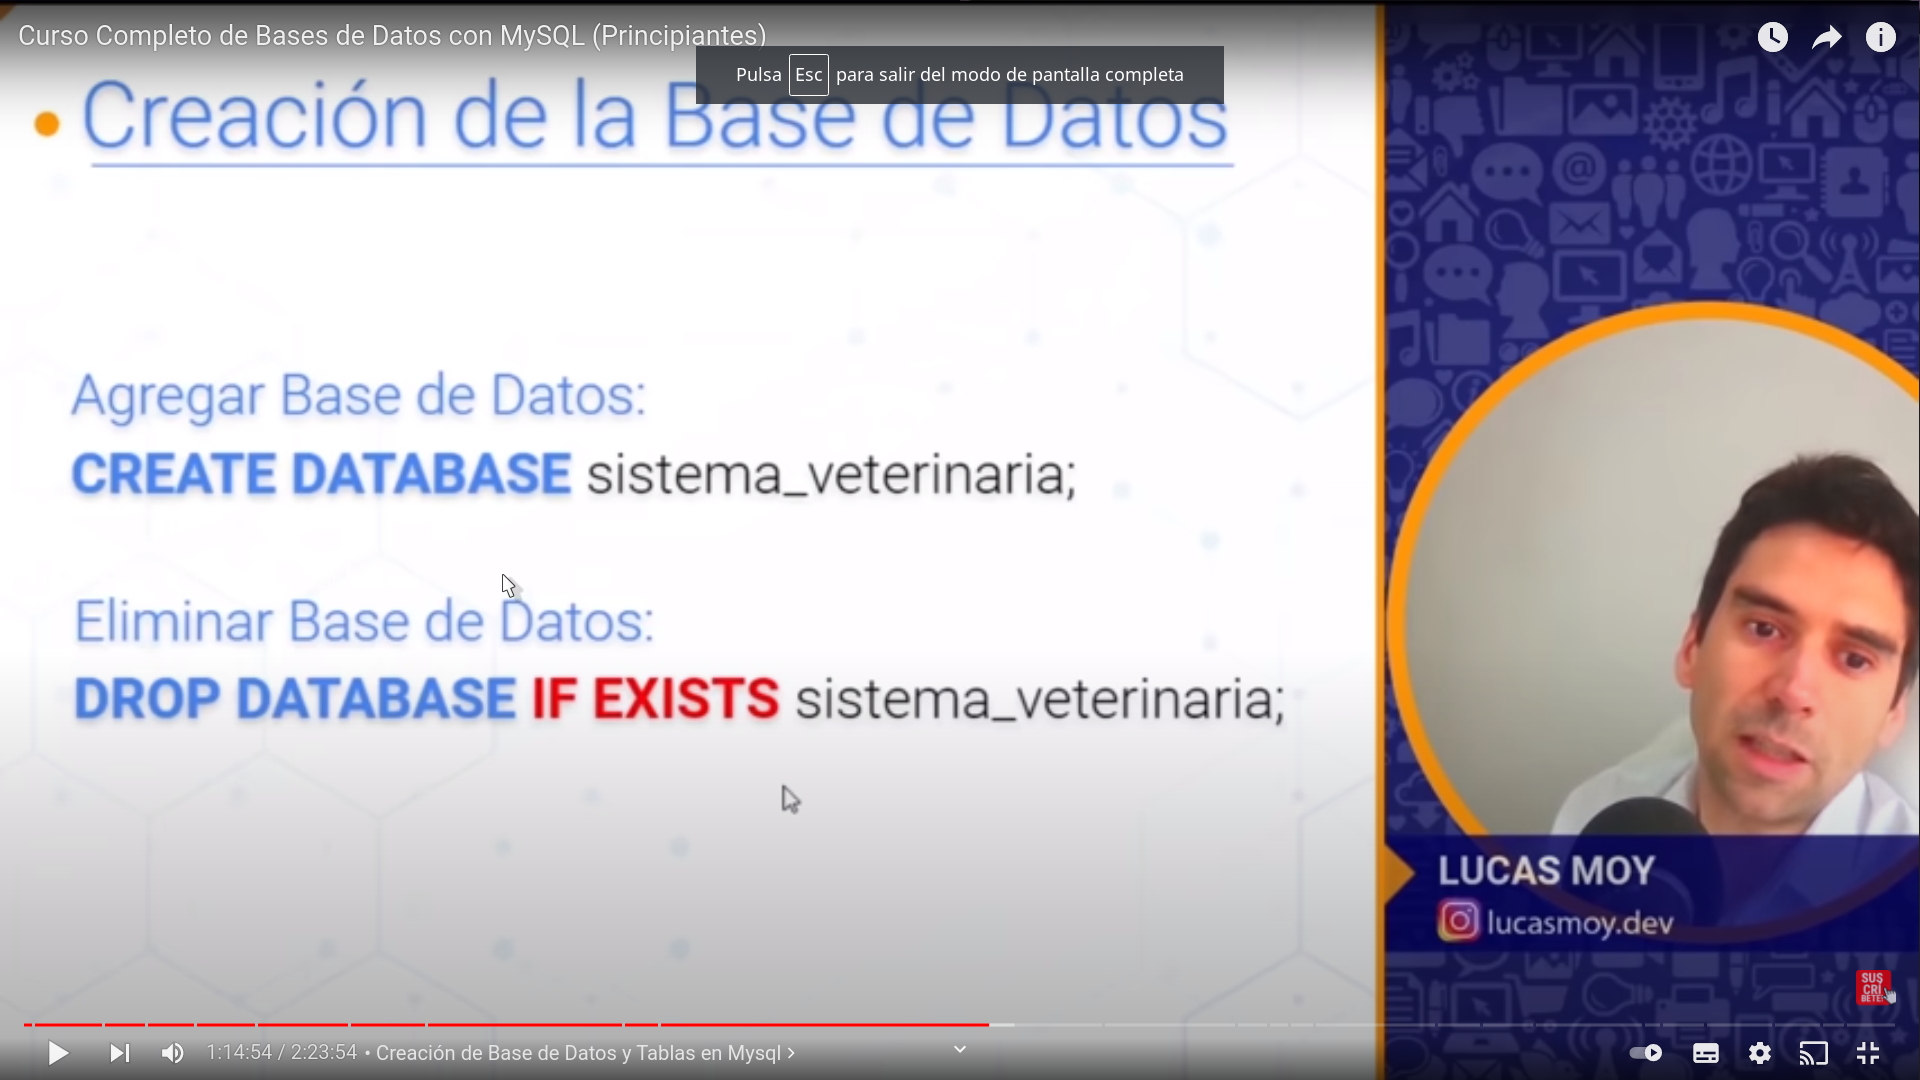 Curso Completo de Bases de Datos con MySQL (Principiantes)
Pulsa Esc para salir del modo de pantalla completa
• Creación de la Base de Datos
Agregar Base de Datos:
CREATE DATABASE sistema_veterinaria;
Eliminar Base de Datos:
DROP DATABASE IF EXISTS sistema_veterinaria;
LUCAS MOY
lucasmoy.dev
SUS
CRÍ
BETE
1:14:54 / 2:23:54 • Creación de Base de Datos y Tablas en Mysql >